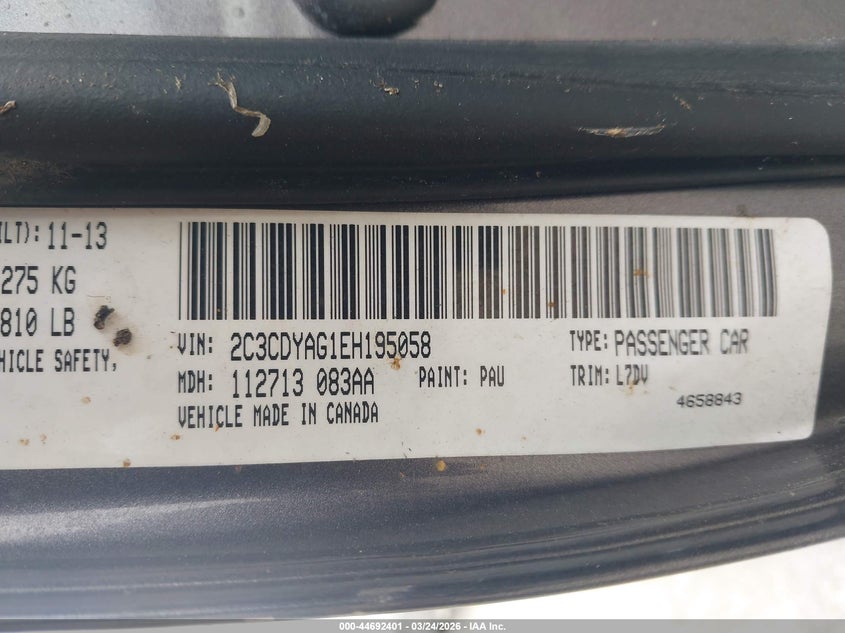 ILT): 11-13
275 KG
810 LB
HICLE SAFETY,
VIN: 2C3CDYAG1EH195058
TYPE: PASSENGER CAR
MDH: 112713 083AA
PAINT: PAU
TRIM: L7DV
VEHICLE MADE IN CANADA
4658843
000-44692401 - 03/24/2026 - IAA Inc.